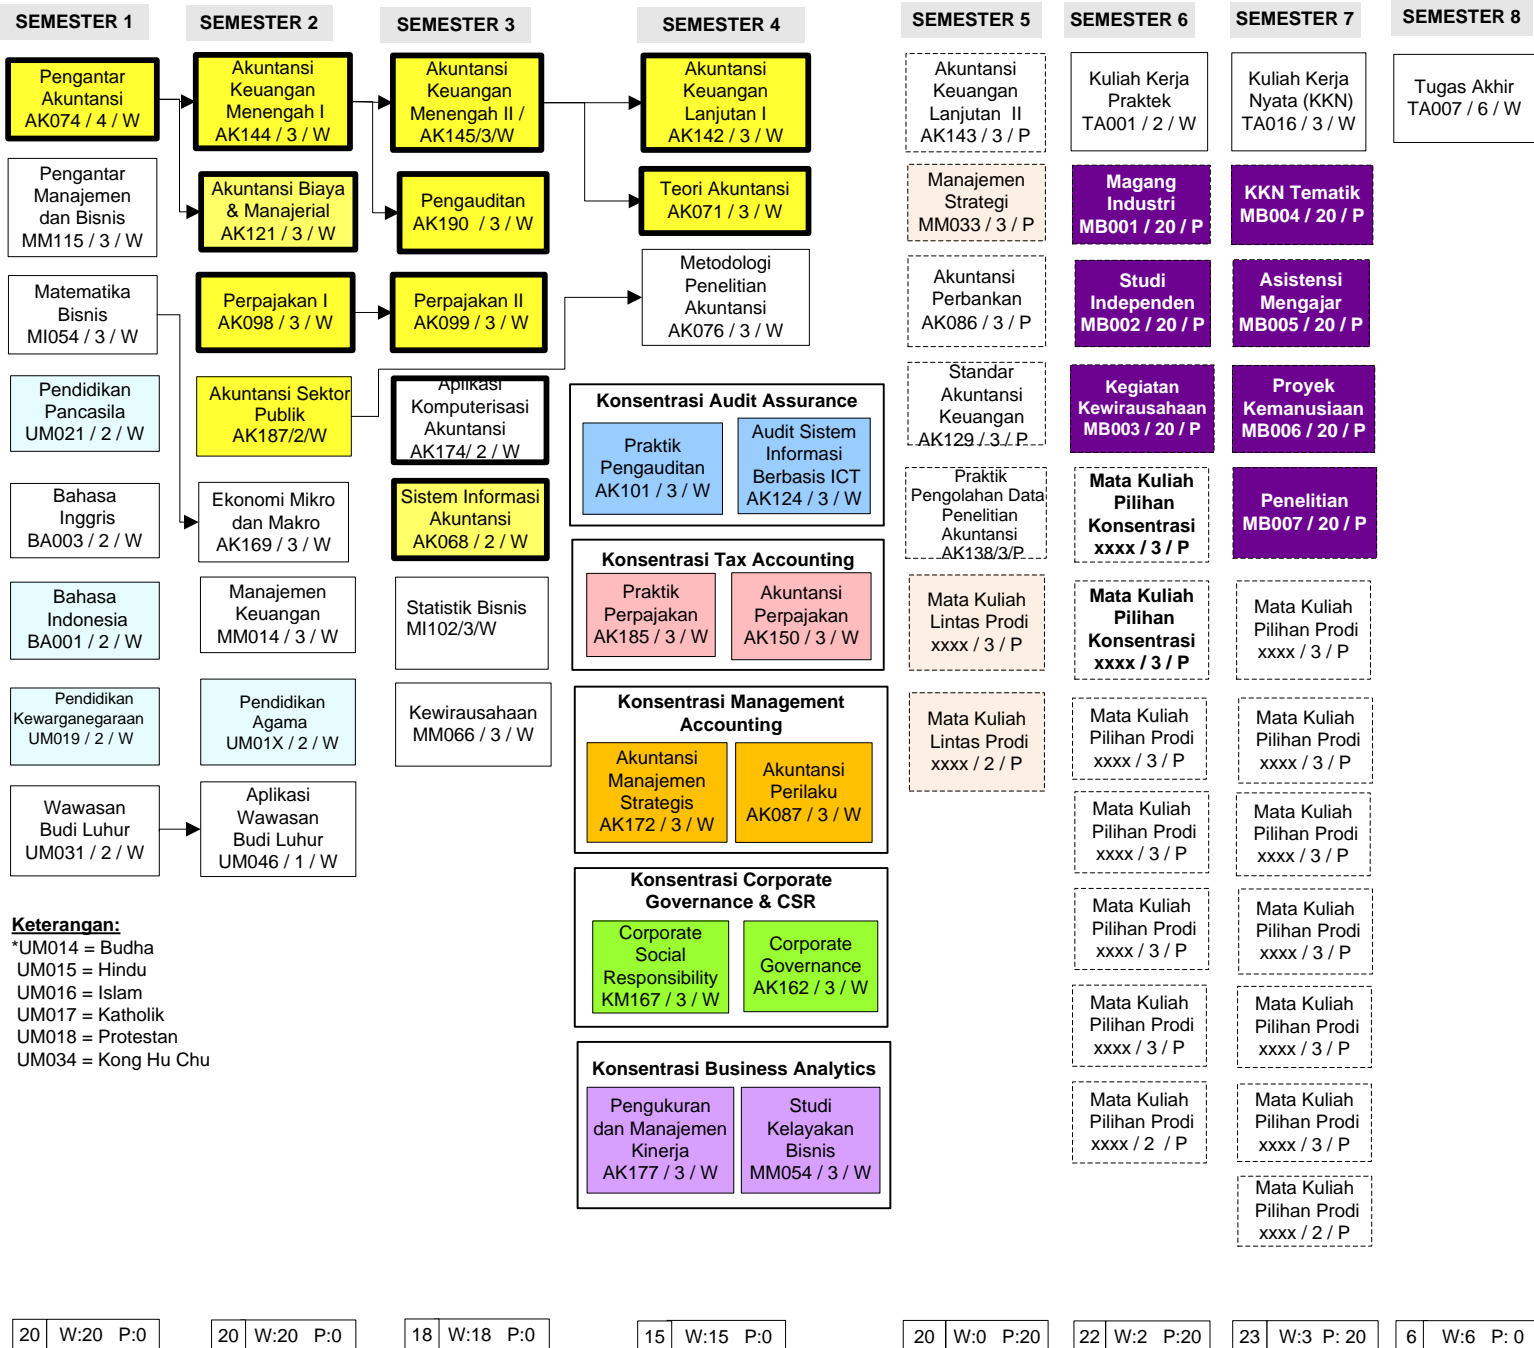 SEMESTER 1
Pengantar
Akuntansi
AK074 / 4 / W
Pengantar
Manajemen
dan Bisnis
MM115 / 3 / W
Matematika
Bisnis
MI054 / 3 / W
Pendidikan
Pancasila
UM021 / 2 / W
Bahasa
Inggris
BA003 / 2 / W
Bahasa
Indonesia
BA001 / 2 / W
Pendidikan
Kewarganegaraan
UM019 / 2 / W
Wawasan
Budi Luhur
UM031 / 2 / W
Keterangan:
*UM014 = Budha
UM015 = Hindu
UM016 = Islam
UM017 = Katholik
UM018 = Protestan
UM034 = Kong Hu Chu
20 W:20 P:0
SEMESTER 2
Akuntansi
Keuangan
Menengah I
AK144 / 3 / W
Akuntansi Biaya
& Manajerial
AK121 / 3 / W
Perpajakan I
AK098 / 3 / W
Akuntansi Sektor
Publik
AK187/2/W
Ekonomi Mikro
dan Makro
AK169 / 3 / W
Manajemen
Keuangan
MM014 / 3 / W
Pendidikan
Agama
UM01X / 2 / W
Aplikasi
Wawasan
Budi Luhur
UM046 / 1 / W
20 W:20 P:0
SEMESTER 3
Akuntansi
Keuangan
Menengah II /
AK145/3/W
Pengauditan
AK190 / 3 / W
Perpajakan II
AK099 / 3 / W
Aplikasi
Komputerisasi
Akuntansi
AK174/ 2 / W
Sistem Informasi
Akuntansi
AK068 / 2 / W
Statistik Bisnis
MI102/3/W
Kewirausahaan
MM066 / 3 / W
18 W:18 P:0
SEMESTER 4
Akuntansi
Keuangan
Lanjutan I
AK142 / 3 / W
Teori Akuntansi
AK071 / 3 / W
Metodologi
Penelitian
Akuntansi
AK076 / 3 / W
Konsentrasi Audit Assurance
Praktik
Pengauditan
AK101 / 3 / W
Audit Sistem
Informasi
Berbasis ICT
AK124 / 3 / W
Konsentrasi Tax Accounting
Praktik
Perpajakan
AK185 / 3 / W
Akuntansi
Perpajakan
AK150 / 3 / W
Konsentrasi Management
Accounting
Akuntansi
Manajemen
Strategis
AK172 / 3 / W
Akuntansi
Perilaku
AK087 / 3 / W
Konsentrasi Corporate
Governance & CSR
Corporate
Social
Responsibility
KM167 / 3 / W
Corporate
Governance
AK162 / 3 / W
Konsentrasi Business Analytics
Pengukuran
dan Manajemen
Kinerja
AK177 / 3 / W
Studi
Kelayakan
Bisnis
MM054 / 3 / W
15 W:15 P:0
SEMESTER 5
Akuntansi
Keuangan
Lanjutan II
AK143 / 3 / P
Manajemen
Strategi
MM033 / 3 / P
Akuntansi
Perbankan
AK086 / 3 / P
Standar
Akuntansi
Keuangan
AK129 / 3 / P
Praktik
Pengolahan Data
Penelitian
Akuntansi
AK138/3/P
Mata Kuliah
Lintas Prodi
xxxx / 3 / P
Mata Kuliah
Lintas Prodi
xxxx / 2 / P
20 W:0 P:20
SEMESTER 6
Kuliah Kerja
Praktek
TA001 / 2 / W
Magang
Industri
MB001 / 20 / P
Studi
Independen
MB002 / 20 / P
Kegiatan
Kewirausahaan
MB003 / 20 / P
Mata Kuliah
Pilihan
Konsentrasi
xxxx / 3 / P
Mata Kuliah
Pilihan
Konsentrasi
xxxx / 3 / P
Mata Kuliah
Pilihan Prodi
xxxx / 3 / P
Mata Kuliah
Pilihan Prodi
xxxx / 3 / P
Mata Kuliah
Pilihan Prodi
xxxx / 3 / P
Mata Kuliah
Pilihan Prodi
xxxx / 3 / P
Mata Kuliah
Pilihan Prodi
xxxx / 2 / P
22 W:2 P:20
SEMESTER 7
Kuliah Kerja
Nyata (KKN)
TA016 / 3 / W
KKN Tematik
MB004 / 20 / P
Asistensi
Mengajar
MB005 / 20 / P
Proyek
Kemanusiaan
MB006 / 20 / P
Penelitian
MB007 / 20 / P
Mata Kuliah
Pilihan Prodi
xxxx / 3 / P
Mata Kuliah
Pilihan Prodi
xxxx / 3 / P
Mata Kuliah
Pilihan Prodi
xxxx / 3 / P
Mata Kuliah
Pilihan Prodi
xxxx / 3 / P
Mata Kuliah
Pilihan Prodi
xxxx / 3 / P
Mata Kuliah
Pilihan Prodi
xxxx / 3 / P
Mata Kuliah
Pilihan Prodi
xxxx / 2 / P
23 W:3 P: 20
SEMESTER 8
Tugas Akhir
TA007 / 6 / W
6 W:6 P: 0